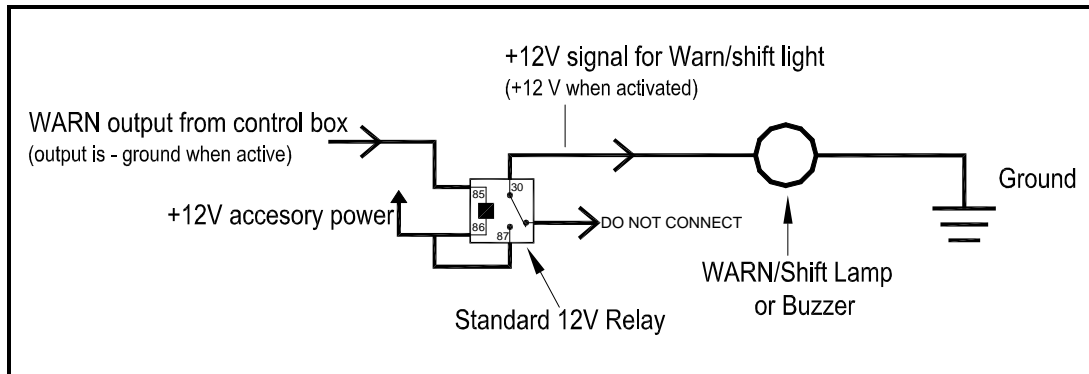 +12V signal for Warn/shift light
(+12 V when activated)
WARN output from control box
(output is - ground when active)
+12V accesory power
85
86
30
87
DO NOT CONNECT
Ground
Standard 12V Relay
WARN/Shift Lamp
or Buzzer